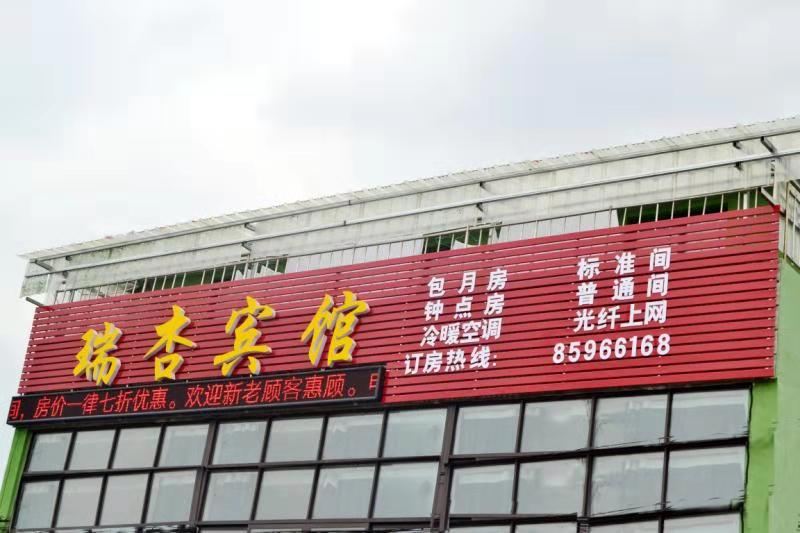 瑞杏宾馆
包月房 标准间
钟点房 普通间
冷暖空调 光纤上网
订房热线: 85966168
间,房价一律七折优惠。欢迎新老顾客惠顾。